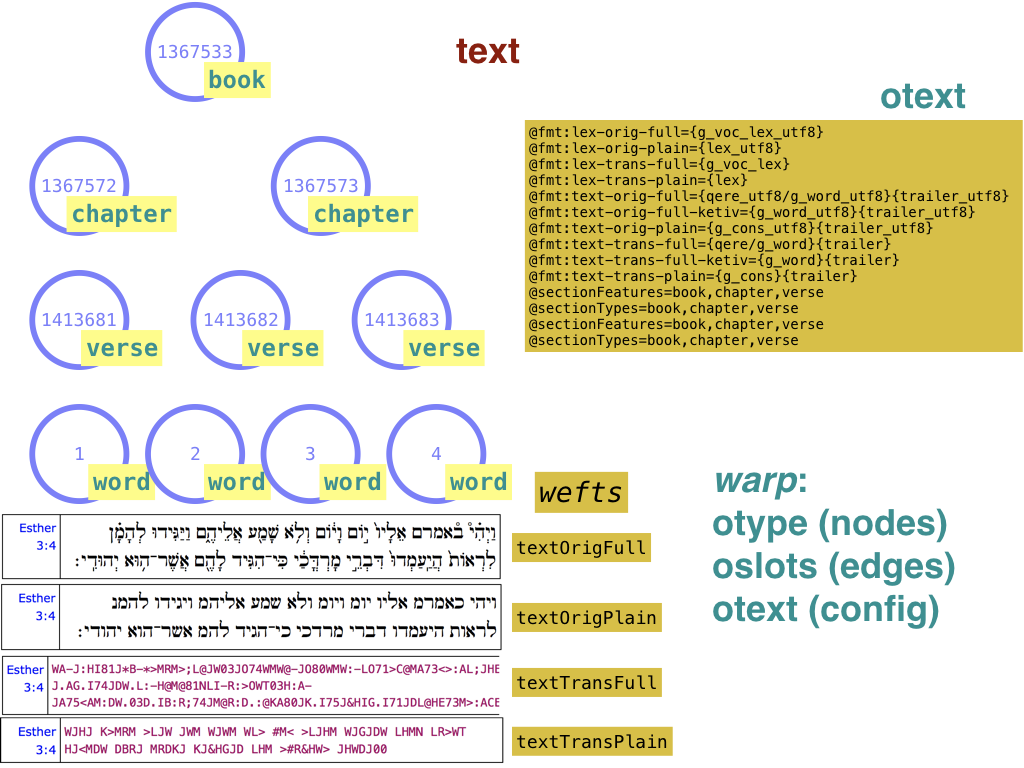 1367533
book
text
otext
@fmt:lex-orig-full={g_voc_lex_utf8}
@fmt:lex-orig-plain={lex_utf8}
@fmt:lex-trans-full={g_voc_lex}
@fmt:lex-trans-plain={lex}
@fmt:text-orig-full={qere_utf8/g_word_utf8}{trailer_utf8}
@fmt:text-orig-full-ketiv={g_word_utf8}{trailer_utf8}
@fmt:text-orig-plain={g_cons_utf8}{trailer_utf8}
@fmt:text-trans-full={qere/g_word}{trailer}
@fmt:text-trans-full-ketiv={g_word}{trailer}
@fmt:text-trans-plain={g_cons}{trailer}
@sectionFeatures=book,chapter,verse
@sectionTypes=book,chapter,verse
@sectionFeatures=book,chapter,verse
@sectionTypes=book,chapter,verse
1367572 1367573
chapter chapter
1413681 1413682 1413683
verse verse verse
1 2 3 4
word word word word
wefts
warp:
otype (nodes)
oslots (edges)
otext (config)
Esther
3:4
וַיְהִ֗י בְּ֯אמרם אֵלָיו֙ י֣וֹם וָי֔וֹם וְלֹ֥א שָׁמַ֖ע אֲלֵיהֶ֑ם וַיַּגִּ֣ידוּ לְהָמָ֗ן
לִרְאוֹת֙ הֲיַֽעַמְדוּ֙ דִּבְרֵ֣י מָרְדֳּכַ֔י כִּֽי־הִגִּ֥יד לָהֶ֖ם אֲשֶׁר־ה֥וּא יְהוּדִֽי׃
textOrigFull
Esther
3:4
ויהי כאמרמ אליו יומ ויומ ולא שמע אליהמ ויגידו להמנ
לראות היעמדו דברי מרדכי כי־הגיד להמ אשר־הוא יהודי׃
textOrigPlain
Esther
3:4
WA-J:HI81J*B-*>MRM>;L@JW03JO74WMW@-JO80WMW:-LO71>C@MA73<>:AL;JHE
J.AG.I74JDW.L:-H@M@81NLI-R:>OWT03H:A-
JA75<AM:DW.03D.IB:R;74JM@R:D.:@KA80JK.I75J&HIG.I71JDL@HE73M>:ACE
textTransFull
Esther
3:4
WJHJ K>MRM >LJW JWM WJWM WL> #M< >LJHM WJGJDW LHMN LR>WT
HJ<MDW DBRJ MRDKJ KJ&HGJD LHM >#R&HW> JHWDJ00
textTransPlain